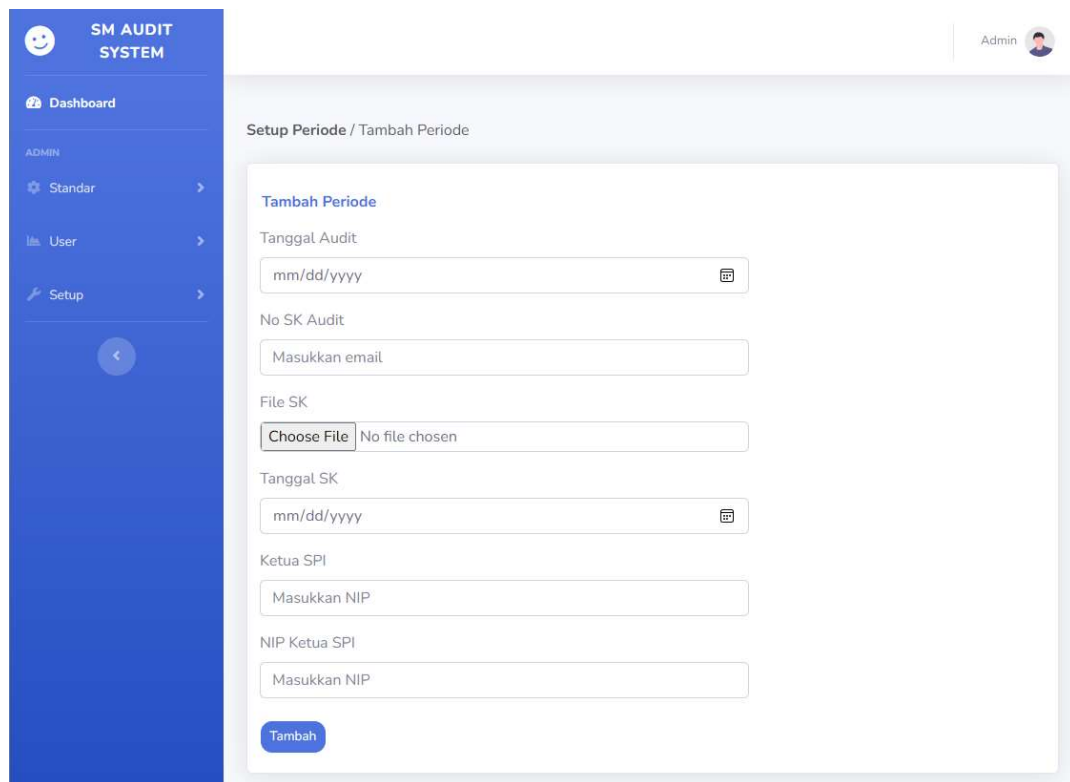 SM AUDIT
SYSTEM
Admin
Dashboard
ADMIN
Standar
User
Setup
Setup Periode / Tambah Periode
Tambah Periode
Tanggal Audit
mm/dd/yyyy
No SK Audit
Masukkan email
File SK
Choose File No file chosen
Tanggal SK
mm/dd/yyyy
Ketua SPI
Masukkan NIP
NIP Ketua SPI
Masukkan NIP
Tambah